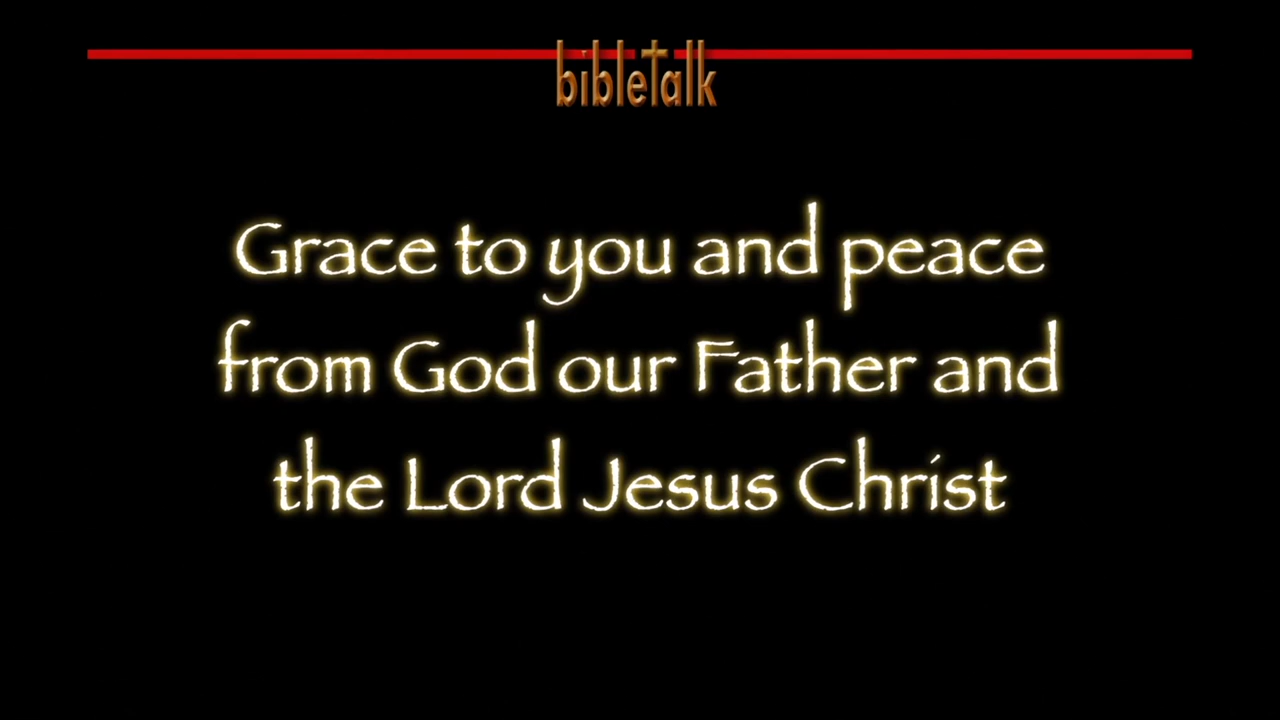 bibleTalk
Grace to you and peace
from God our Father and
the Lord Jesus Christ